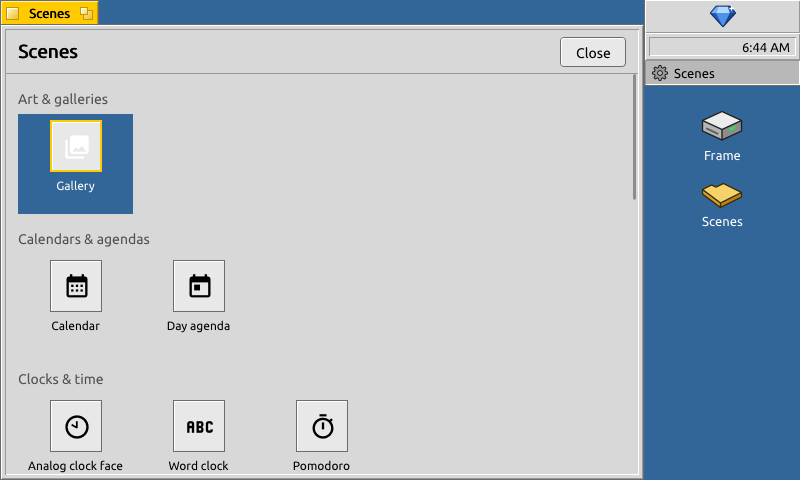 Scenes
6:44 AM
Scenes
Close
Scenes
Art & galleries
Gallery
Frame
Scenes
Calendars & agendas
Calendar
Day agenda
Clocks & time
ABC
Analog clock face
Word clock
Pomodoro